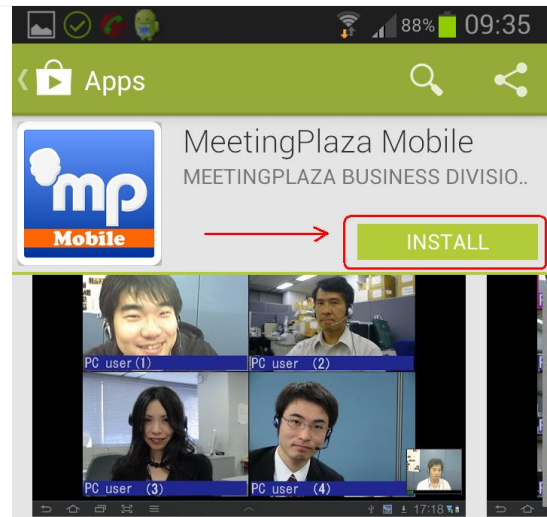 88% 09:35
Apps
MeetingPlaza Mobile
MEETINGPLAZA BUSINESS DIVISIO..
mp
Mobile
INSTALL
PC user (1)
PC user (2)
PC user (3)
PC user (4)
17:18